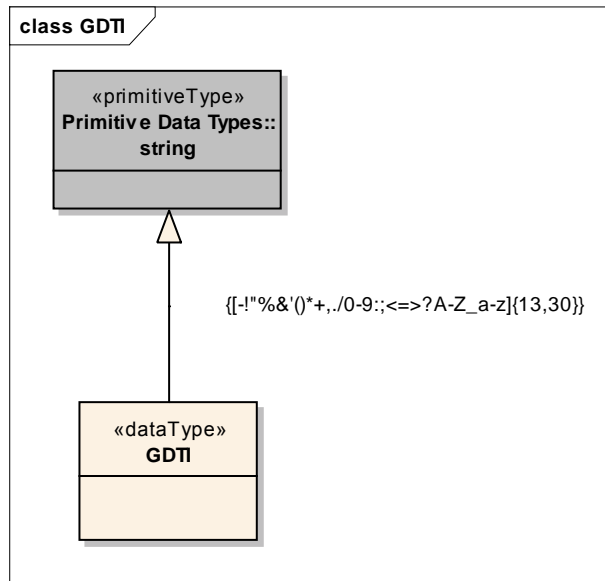 class GDTI
«primitiveType»
Primitive Data Types::
string
{[-!"%&'()*+,./0-9:;<=>?A-Z_a-z]{13,30}}
«dataType»
GDTI